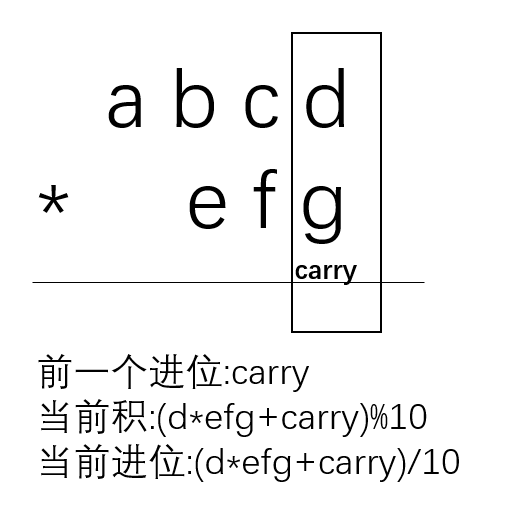 a b c d
* e f g
carry
前一个进位:carry
当前积:(d*efg+carry)%10
当前进位:(d*efg+carry)/10